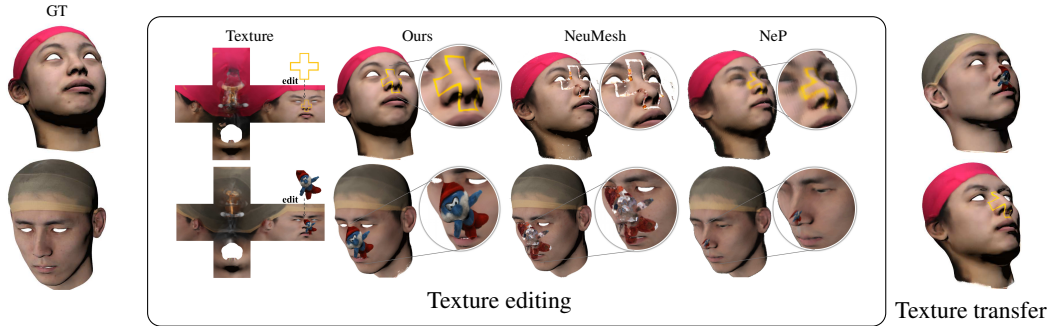 GT
Texture
Ours
NeuMesh
NeP
edit
edit
Texture editing
Texture transfer